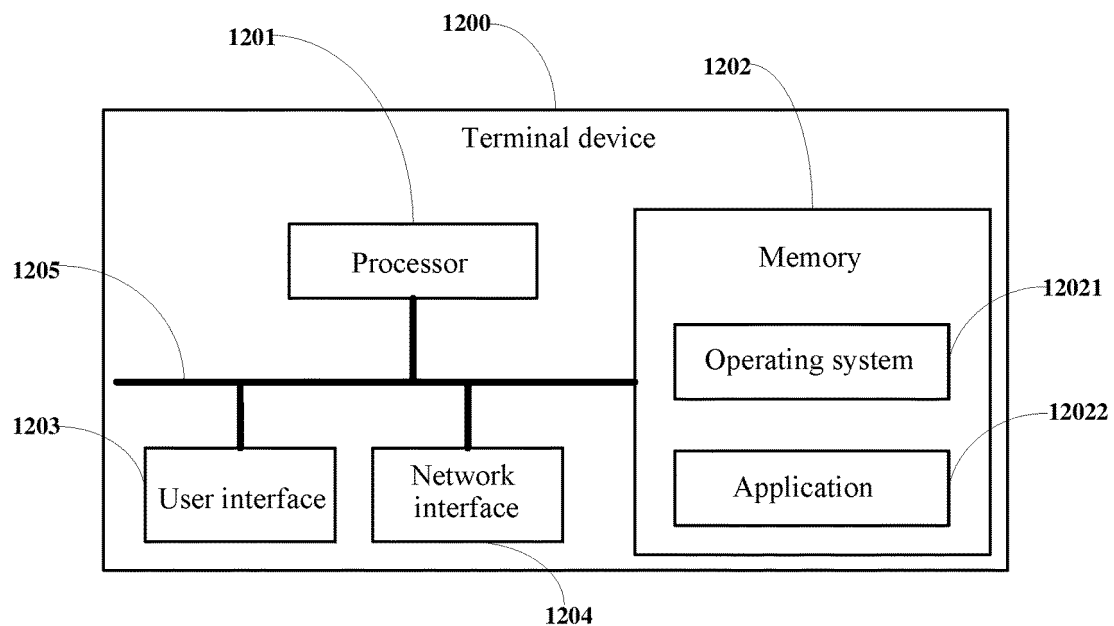 1200
1201
1202
Terminal device
Processor
Memory
1205
12021
Operating system
1203
12022
User interface
Network
interface
Application
1204